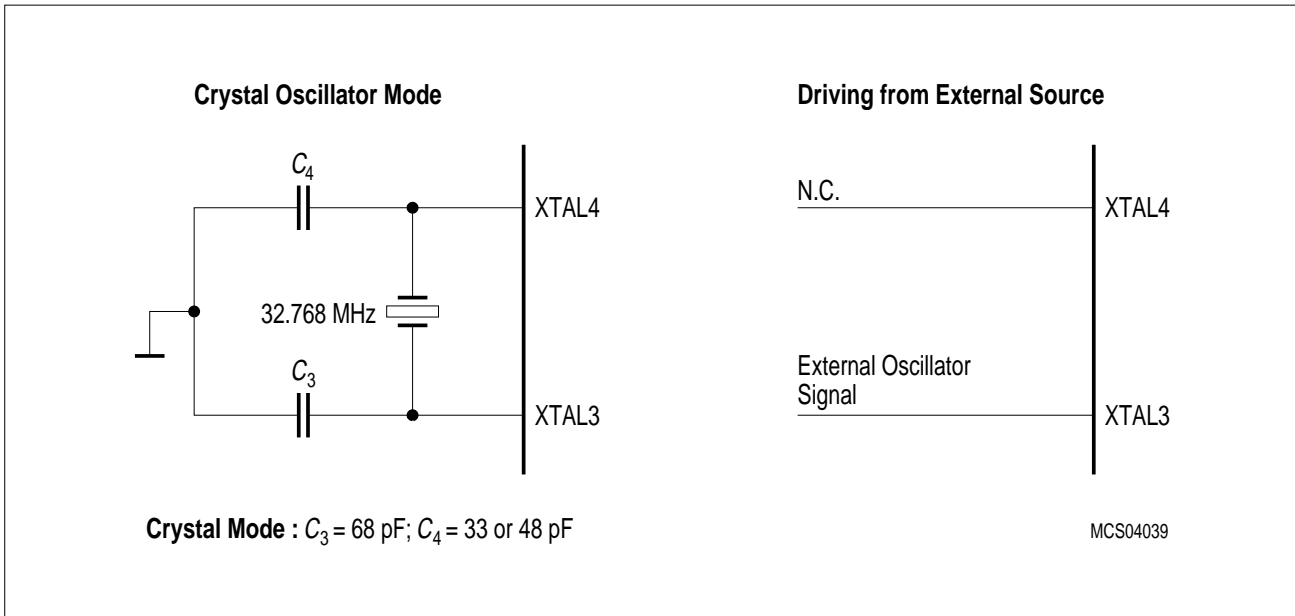 Crystal Oscillator Mode
C4
XTAL4
32.768 MHz
C3
XTAL3
Crystal Mode : C3 = 68 pF; C4 = 33 or 48 pF
Driving from External Source
N.C.
XTAL4
External Oscillator
Signal
XTAL3
MCS04039